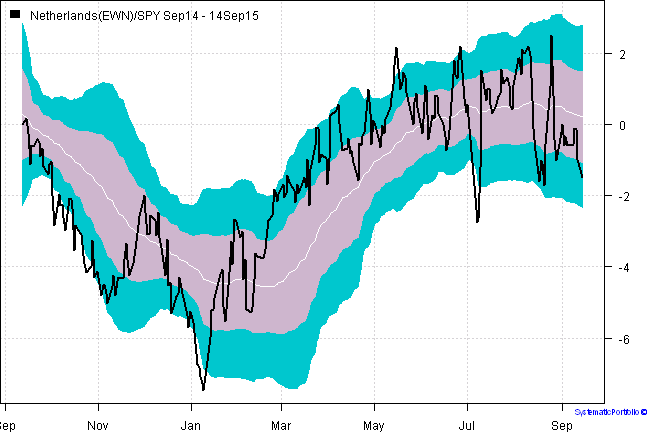 Netherlands(EWN)/SPY Sep14 - 14Sep15
2
0
-2
-4
-6
Sep Nov Jan Mar May Jul Sep
SystematicPortfolio ©